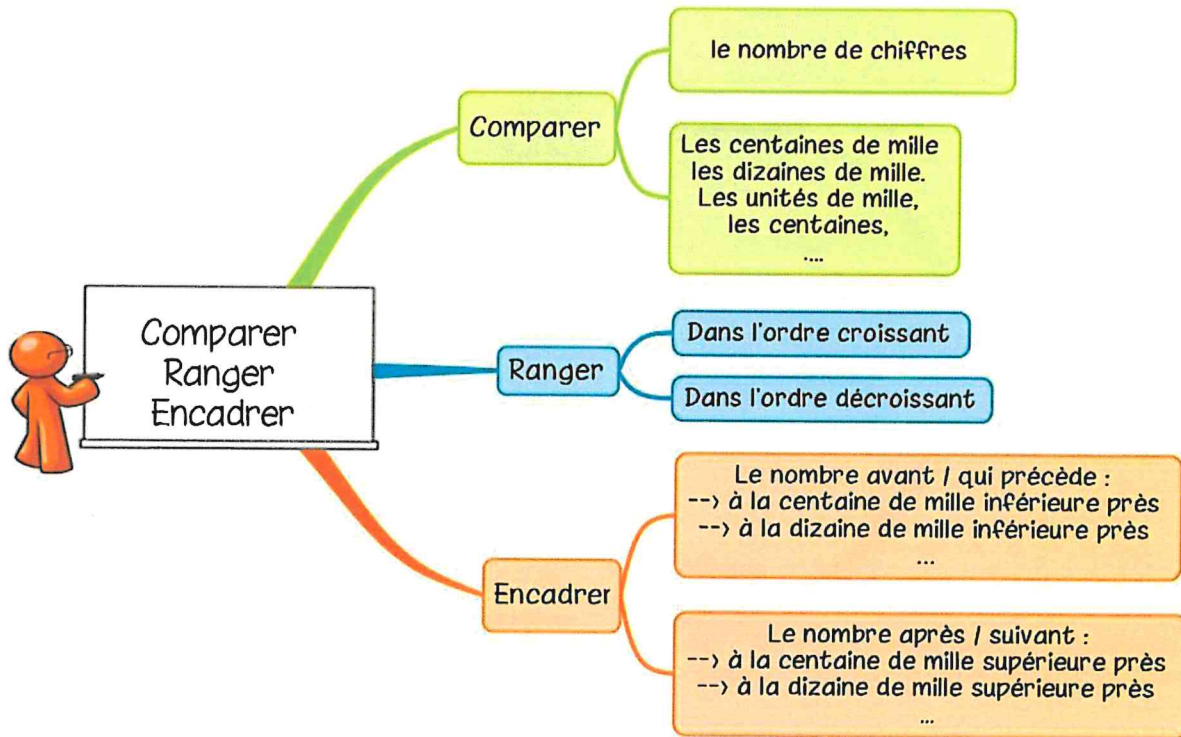 Comparer
Ranger
Encadrer
Comparer
le nombre de chiffres
Les centaines de mille
les dizaines de mille.
Les unités de mille,
les centaines,
....
Ranger
Dans l'ordre croissant
Dans l'ordre décroissant
Encadrer
Le nombre avant / qui précède :
--> à la centaine de mille inférieure près
--> à la dizaine de mille inférieure près
...
Le nombre après / suivant :
--> à la centaine de mille supérieure près
--> à la dizaine de mille supérieure près
...